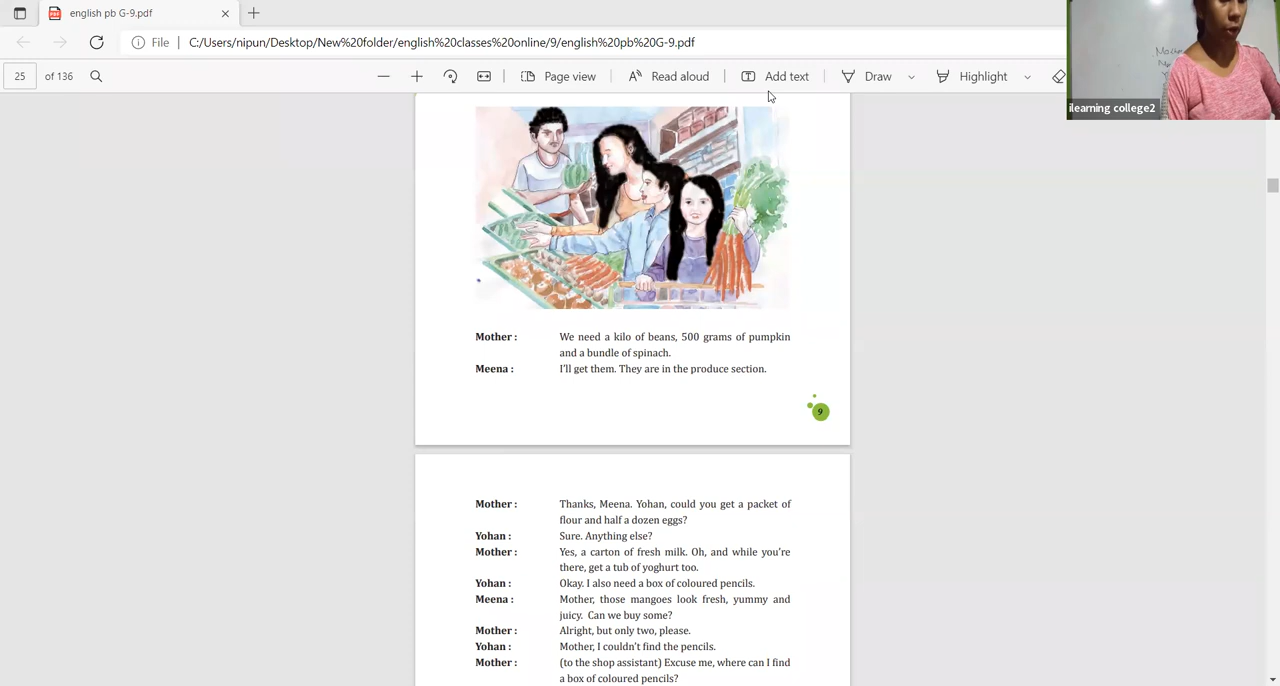 english pb G-9.pdf
File
C:/Users/nipun/Desktop/New%20folder/english%20classes%20online/9/english%20pb%20G-9.pdf
25 of 136 Page view Read aloud Add text Draw Highlight
ilearning college2
Mother : We need a kilo of beans, 500 grams of pumpkin
and a bundle of spinach.
Meena : I'll get them. They are in the produce section.
9
Mother : Thanks, Meena. Yohan, could you get a packet of
flour and half a dozen eggs?
Yohan : Sure. Anything else?
Mother : Yes, a carton of fresh milk. Oh, and while you're
there, get a tub of yoghurt too.
Yohan : Okay. I also need a box of coloured pencils.
Meena : Mother, those mangoes look fresh, yummy and
juicy. Can we buy some?
Mother : Alright, but only two, please.
Yohan : Mother, I couldn't find the pencils.
Mother : (to the shop assistant) Excuse me, where can I find
a box of coloured pencils?